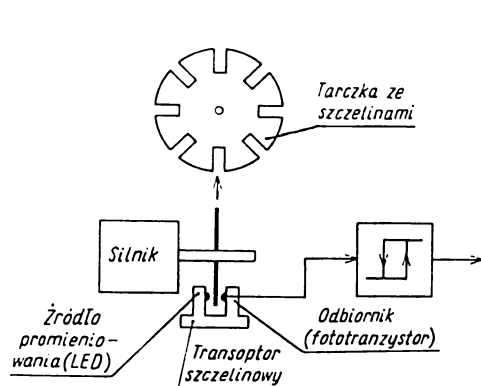 Tarczka ze
szczelinami
Silnik
Źródło
promienio-
wania (LED)
Transoptor
szczelinowy
Odbiornik
(fototranzystor)